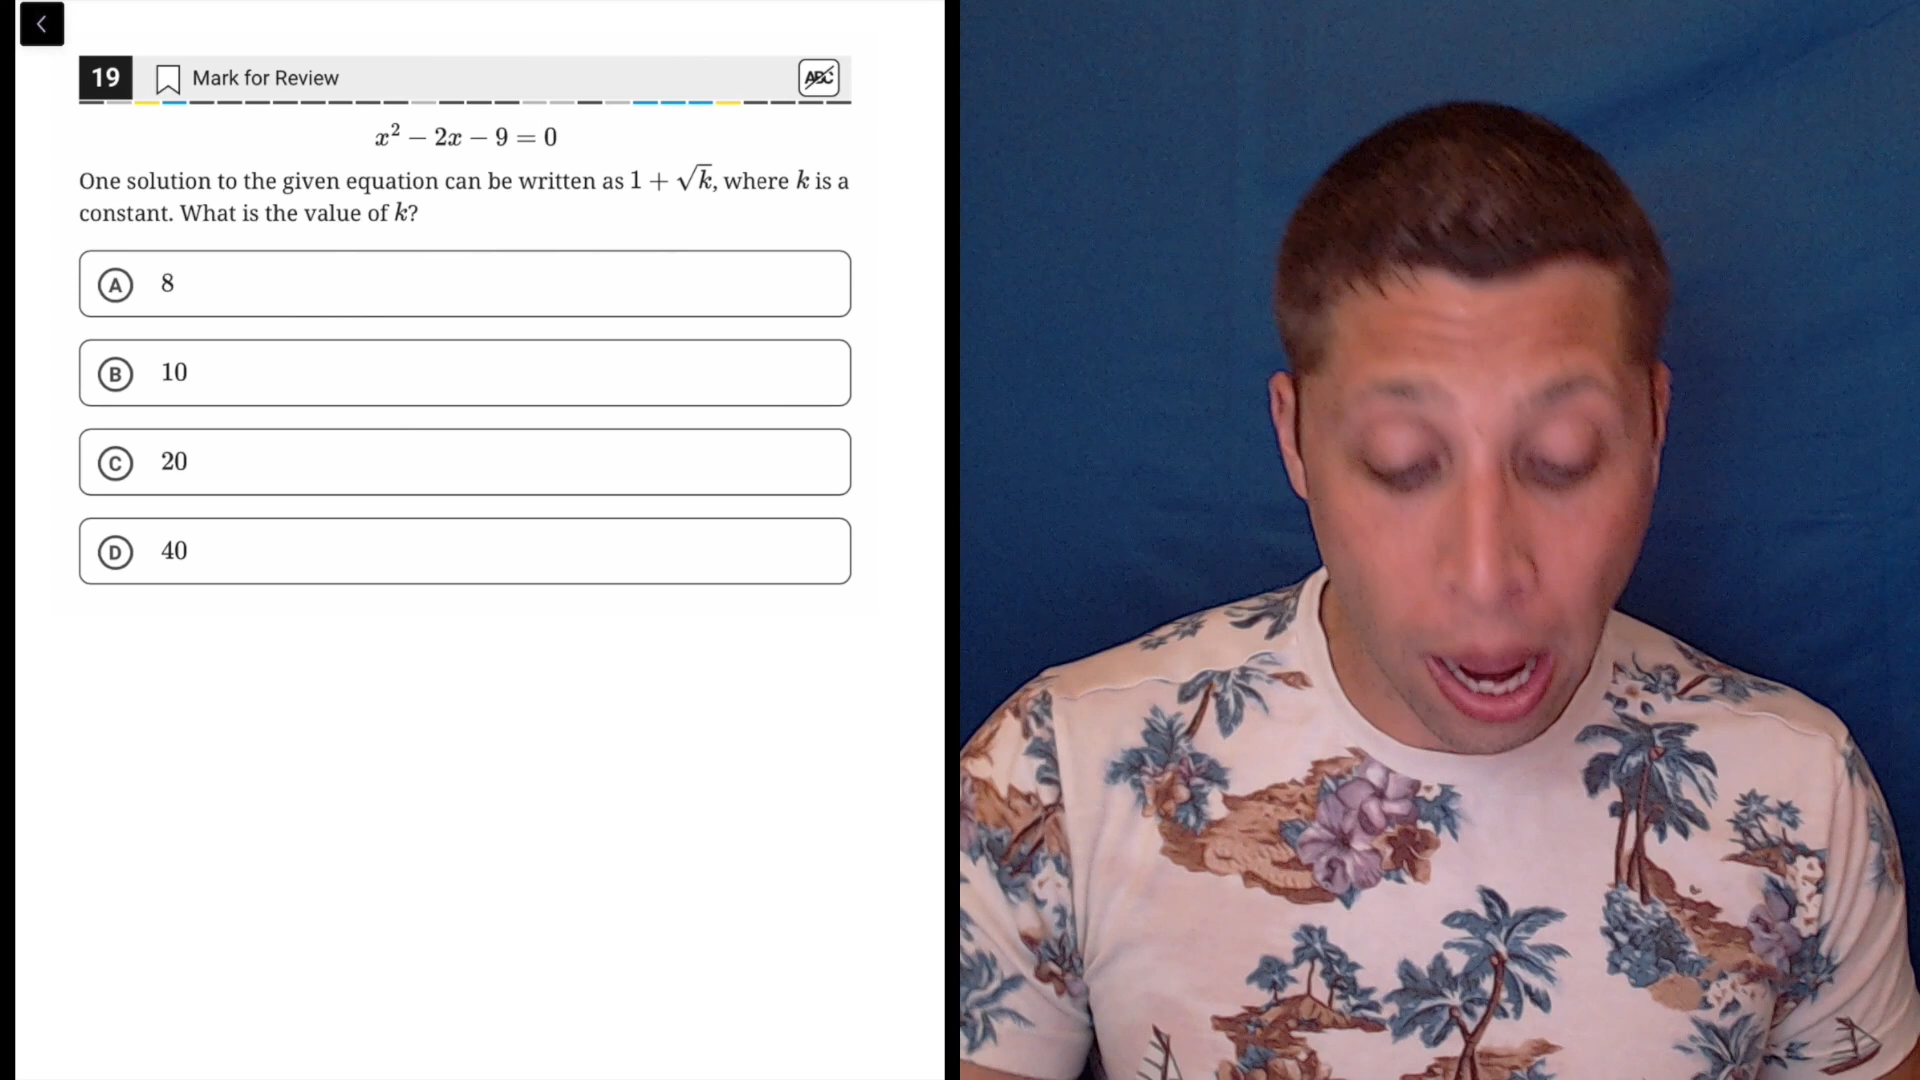 19 Mark for Review ABC
x² − 2x − 9 = 0
One solution to the given equation can be written as 1 + √k, where k is a
constant. What is the value of k?
A 8
B 10
C 20
D 40